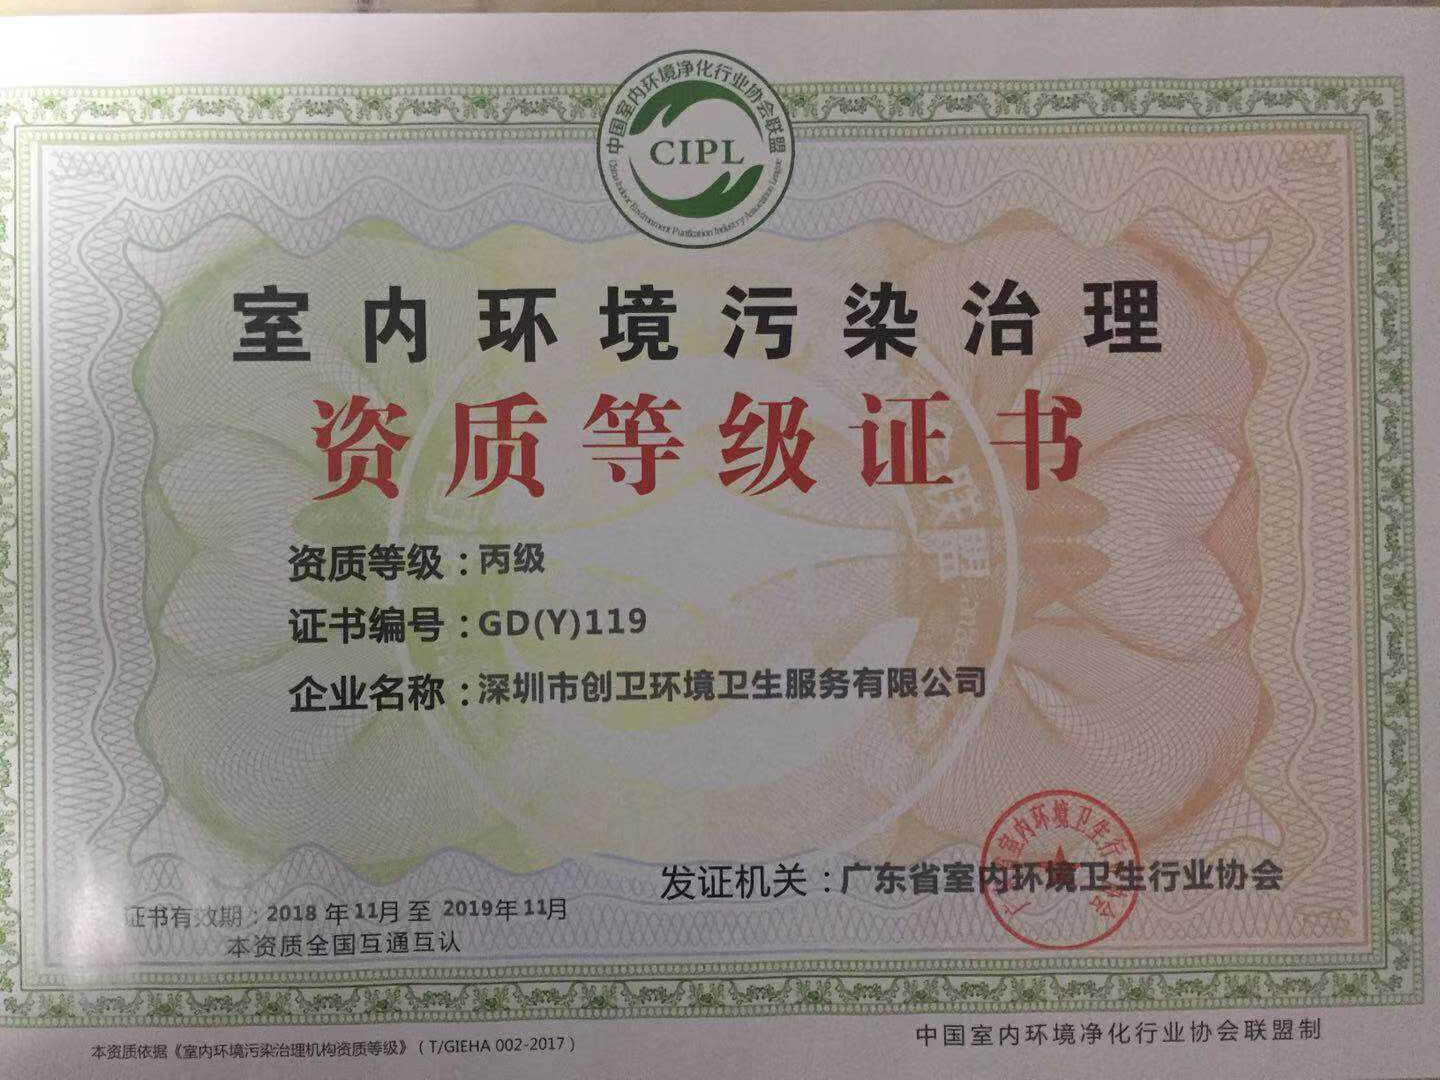 中国室内环境净化行业协会联盟
CIPL
China Indoor Environment Purification Industry Association League
室内环境污染治理
资质等级证书
资质等级：丙级
证书编号：GD(Y)119
企业名称：深圳市创卫环境卫生服务有限公司
发证机关：广东省室内环境卫生行业协会
证书有效期：2018 年 11月 至 2019年 11月
本资质全国互通互认
本资质依据《室内环境污染治理机构资质等级》（T/GIEHA 002-2017）
中国室内环境净化行业协会联盟制